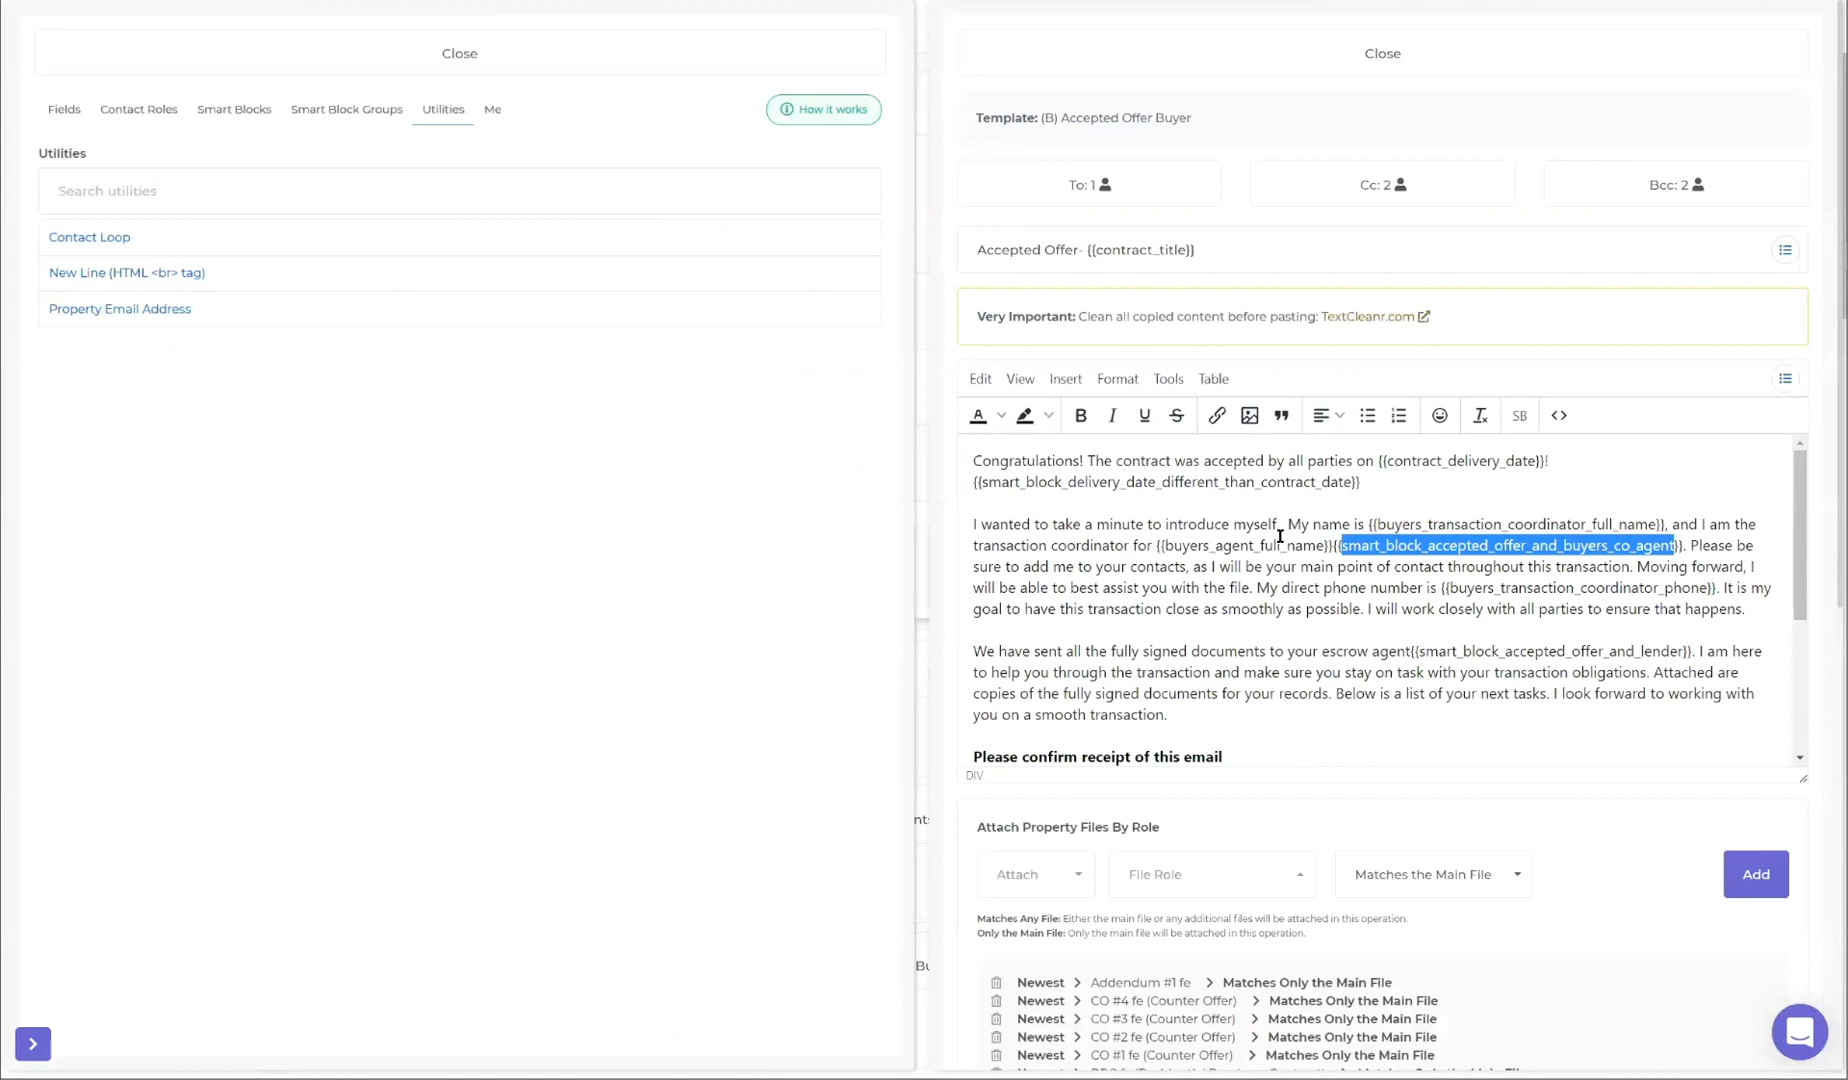 Close
Fields Contact Roles Smart Blocks Smart Block Groups Utilities Me
How it works
Utilities
Search utilities
Contact Loop
New Line (HTML <br> tag)
Property Email Address
Close
Template: (B) Accepted Offer Buyer
To: 1
Cc: 2
Bcc: 2
Accepted Offer- {{contract_title}}
Very Important: Clean all copied content before pasting: TextCleanr.com
Edit View Insert Format Tools Table
A B I U S SB <>
Congratulations! The contract was accepted by all parties on {{contract_delivery_date}}!
{{smart_block_delivery_date_different_than_contract_date}}
I wanted to take a minute to introduce myself. My name is {{buyers_transaction_coordinator_full_name}}, and I am the
transaction coordinator for {{buyers_agent_full_name}}{{smart_block_accepted_offer_and_buyers_co_agent}}. Please be
sure to add me to your contacts, as I will be your main point of contact throughout this transaction. Moving forward, I
will be able to best assist you with the file. My direct phone number is {{buyers_transaction_coordinator_phone}}. It is my
goal to have this transaction close as smoothly as possible. I will work closely with all parties to ensure that happens.
We have sent all the fully signed documents to your escrow agent{{smart_block_accepted_offer_and_lender}}. I am here
to help you through the transaction and make sure you stay on task with your transaction obligations. Attached are
copies of the fully signed documents for your records. Below is a list of your next tasks. I look forward to working with
you on a smooth transaction.
Please confirm receipt of this email
DIV
Attach Property Files By Role
Attach
File Role
Matches the Main File
Add
Matches Any File: Either the main file or any additional files will be attached in this operation.
Only the Main File: Only the main file will be attached in this operation.
Newest > Addendum #1 fe > Matches Only the Main File
Newest > CO #4 fe (Counter Offer) > Matches Only the Main File
Newest > CO #3 fe (Counter Offer) > Matches Only the Main File
Newest > CO #2 fe (Counter Offer) > Matches Only the Main File
Newest > CO #1 fe (Counter Offer) > Matches Only the Main File